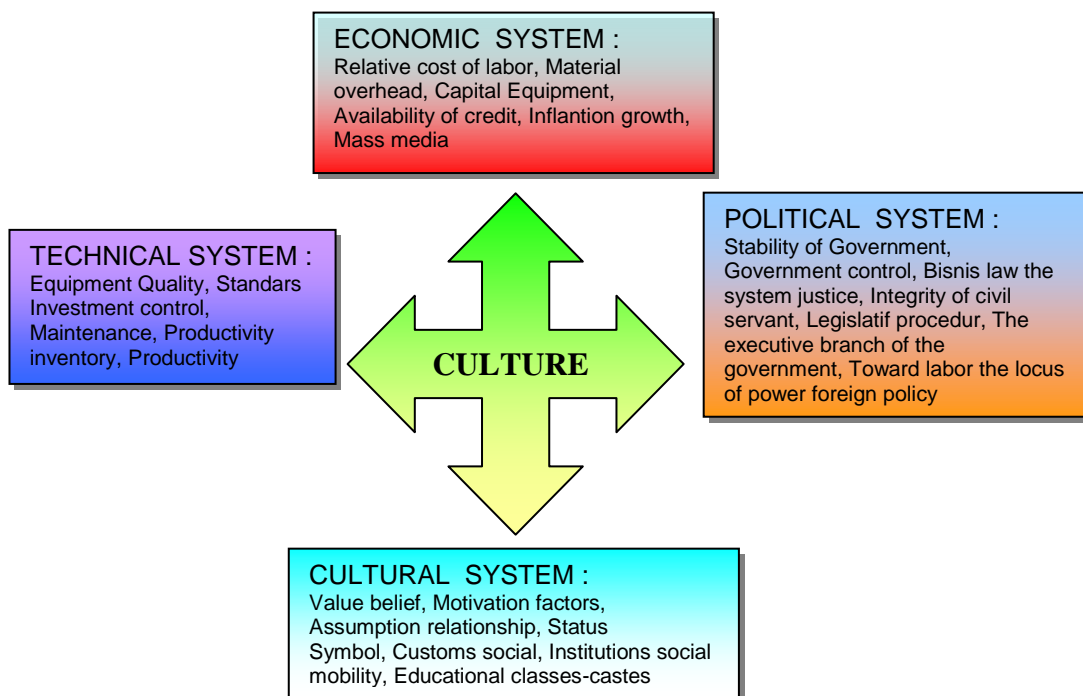 ECONOMIC SYSTEM :
Relative cost of labor, Material
overhead, Capital Equipment,
Availability of credit, Inflantion growth,
Mass media
TECHNICAL SYSTEM :
Equipment Quality, Standars
Investment control,
Maintenance, Productivity
inventory, Productivity
CULTURE
POLITICAL SYSTEM :
Stability of Government,
Government control, Bisnis law the
system justice, Integrity of civil
servant, Legislatif procedur, The
executive branch of the
government, Toward labor the locus
of power foreign policy
CULTURAL SYSTEM :
Value belief, Motivation factors,
Assumption relationship, Status
Symbol, Customs social, Institutions social
mobility, Educational classes-castes